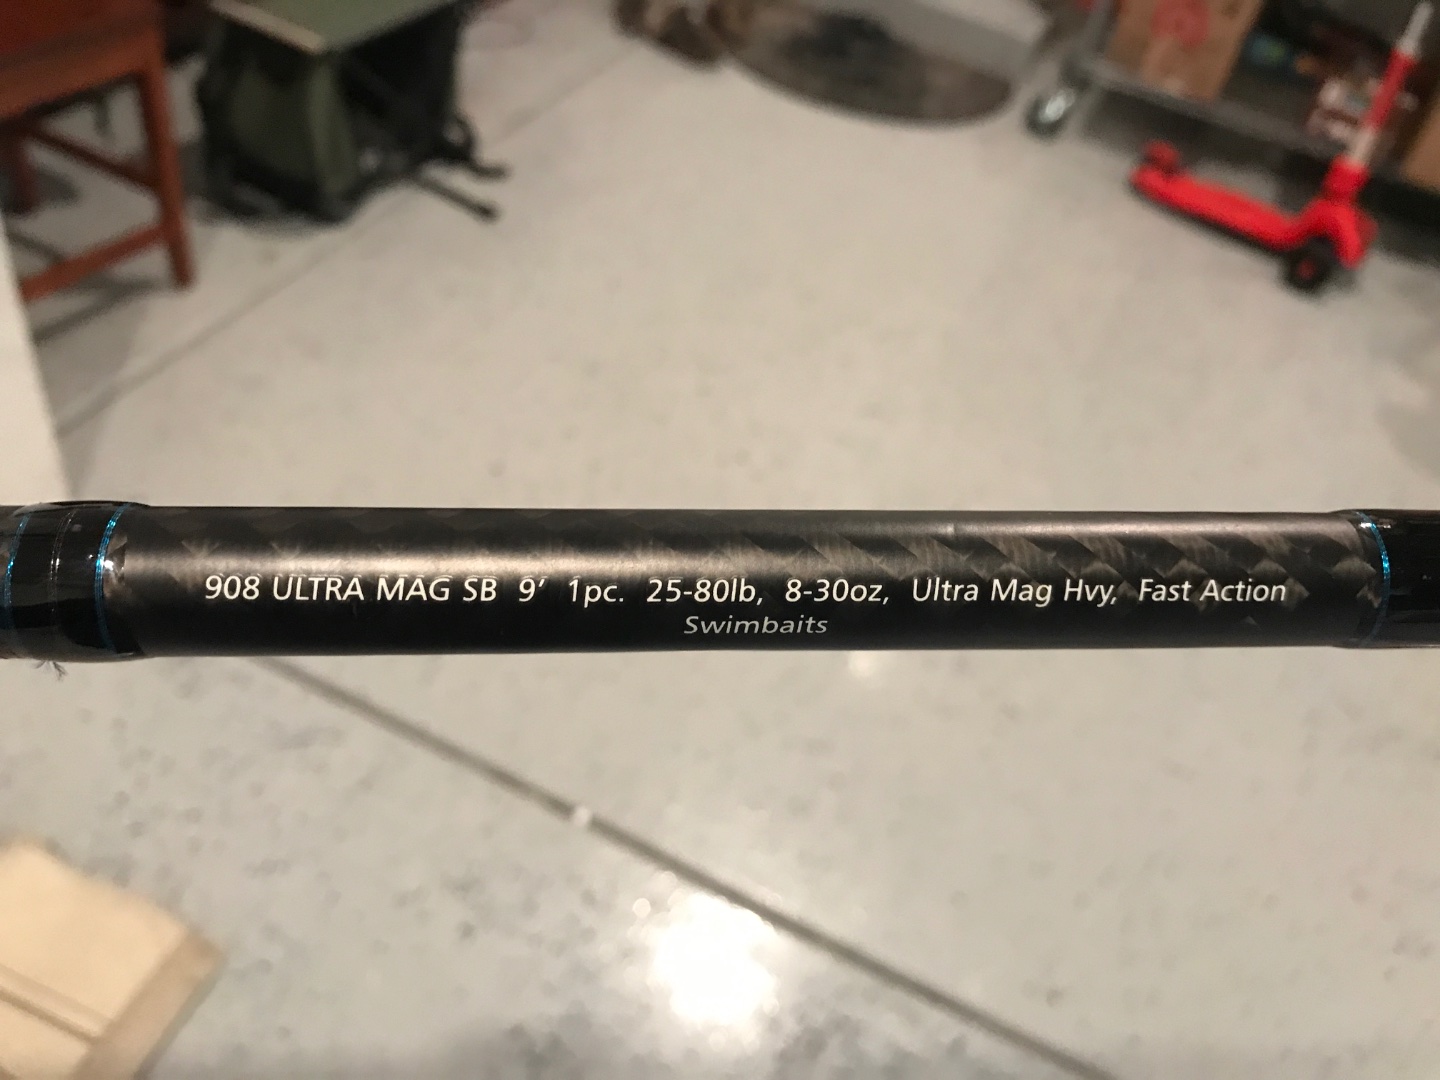 908 ULTRA MAG SB 9' 1pc. 25-80lb, 8-30oz, Ultra Mag Hvy, Fast Action
Swimbaits